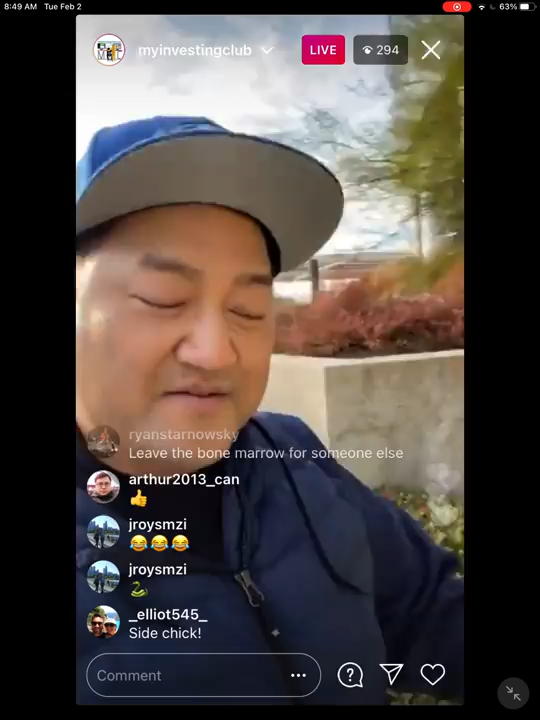 8:49 AM Tue Feb 2
63%
myinvestingclub
LIVE
294
ryanstarnowsky
Leave the bone marrow for someone else
arthur2013_can
👍
jroysmzi
😂😂😂
jroysmzi
🐍
_elliot545_
Side chick!
Comment